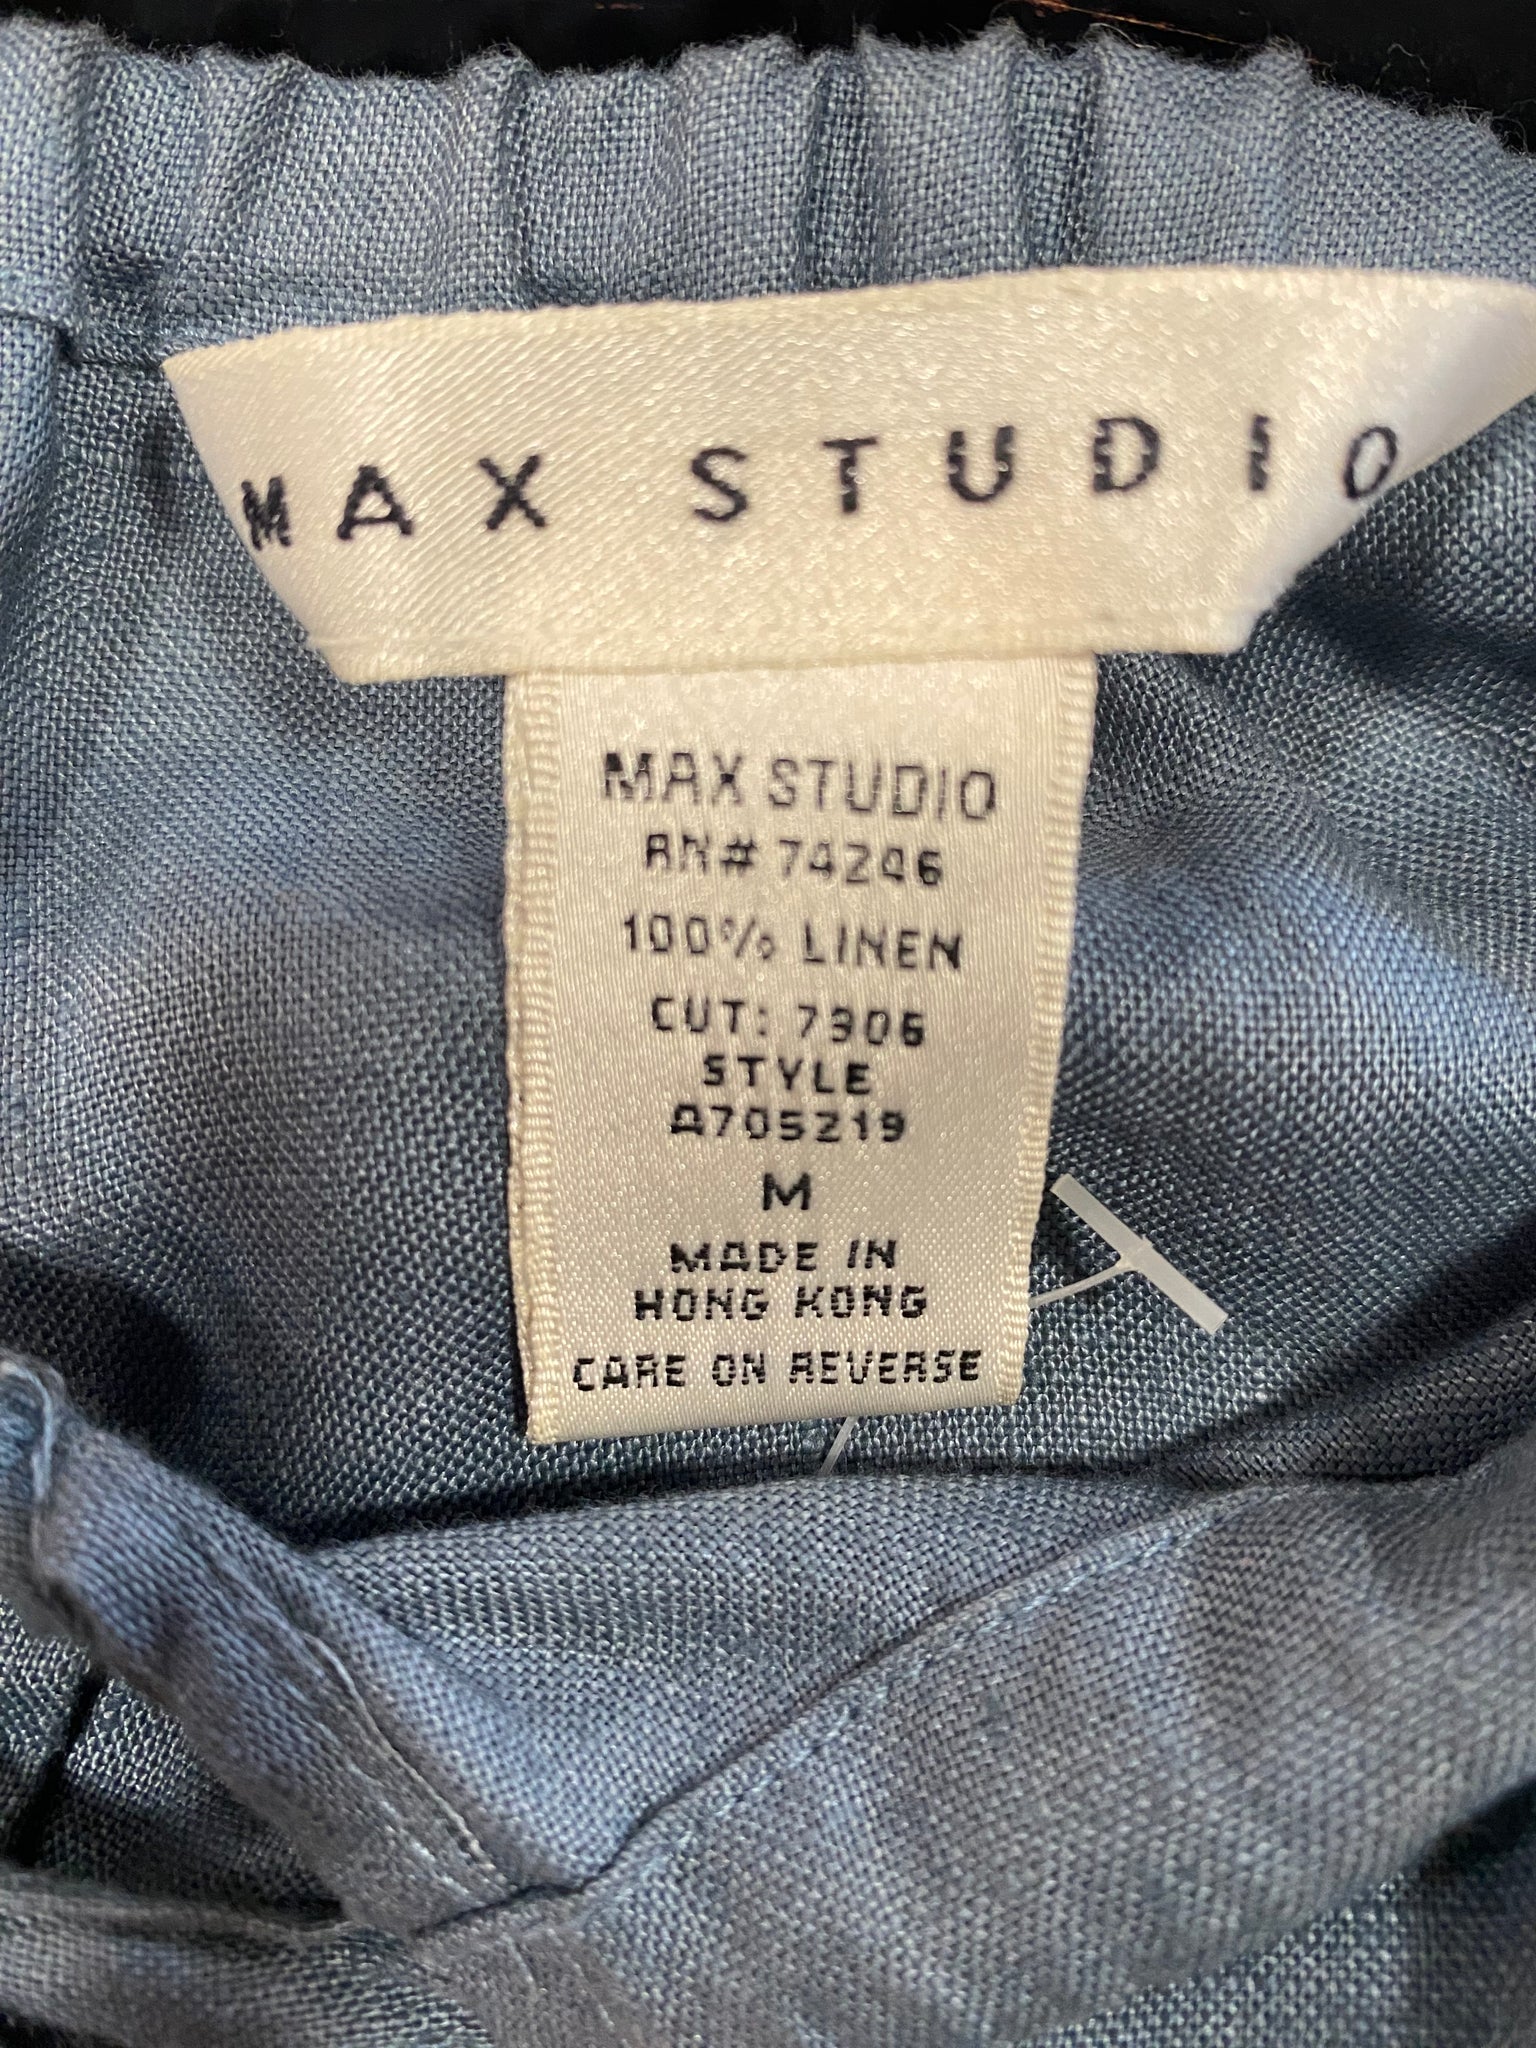 MAX STUDIO
MAX STUDIO
RN# 74246
100% LINEN
CUT: 7306
STYLE
A705219
M
MADE IN
HONG KONG
CARE ON REVERSE